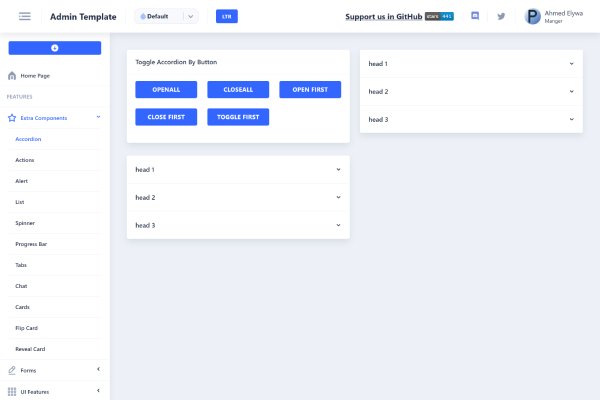 Admin Template
Default
LTR
Support us in GitHub
stars 441
Ahmed Elywa
Manger
Home Page
FEATURES
Extra Components
Accordion
Actions
Alert
List
Spinner
Progress Bar
Tabs
Chat
Cards
Flip Card
Reveal Card
Forms
UI Features
Toggle Accordion By Button
OPENALL
CLOSEALL
OPEN FIRST
CLOSE FIRST
TOGGLE FIRST
head 1
head 2
head 3
head 1
head 2
head 3